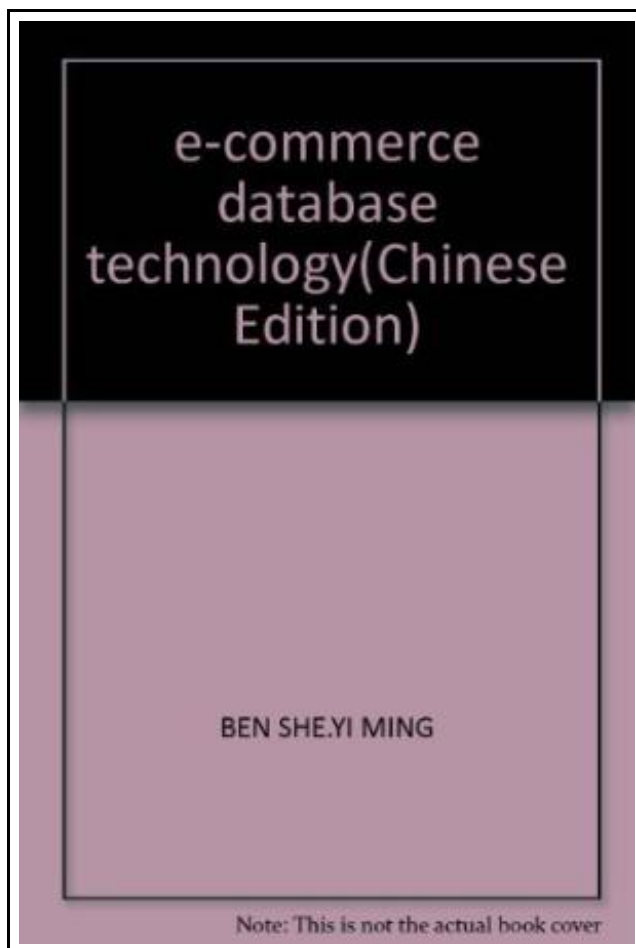 e-commerce
database
technology(Chinese
Edition)
BEN SHE.YI MING
Note: This is not the actual book cover